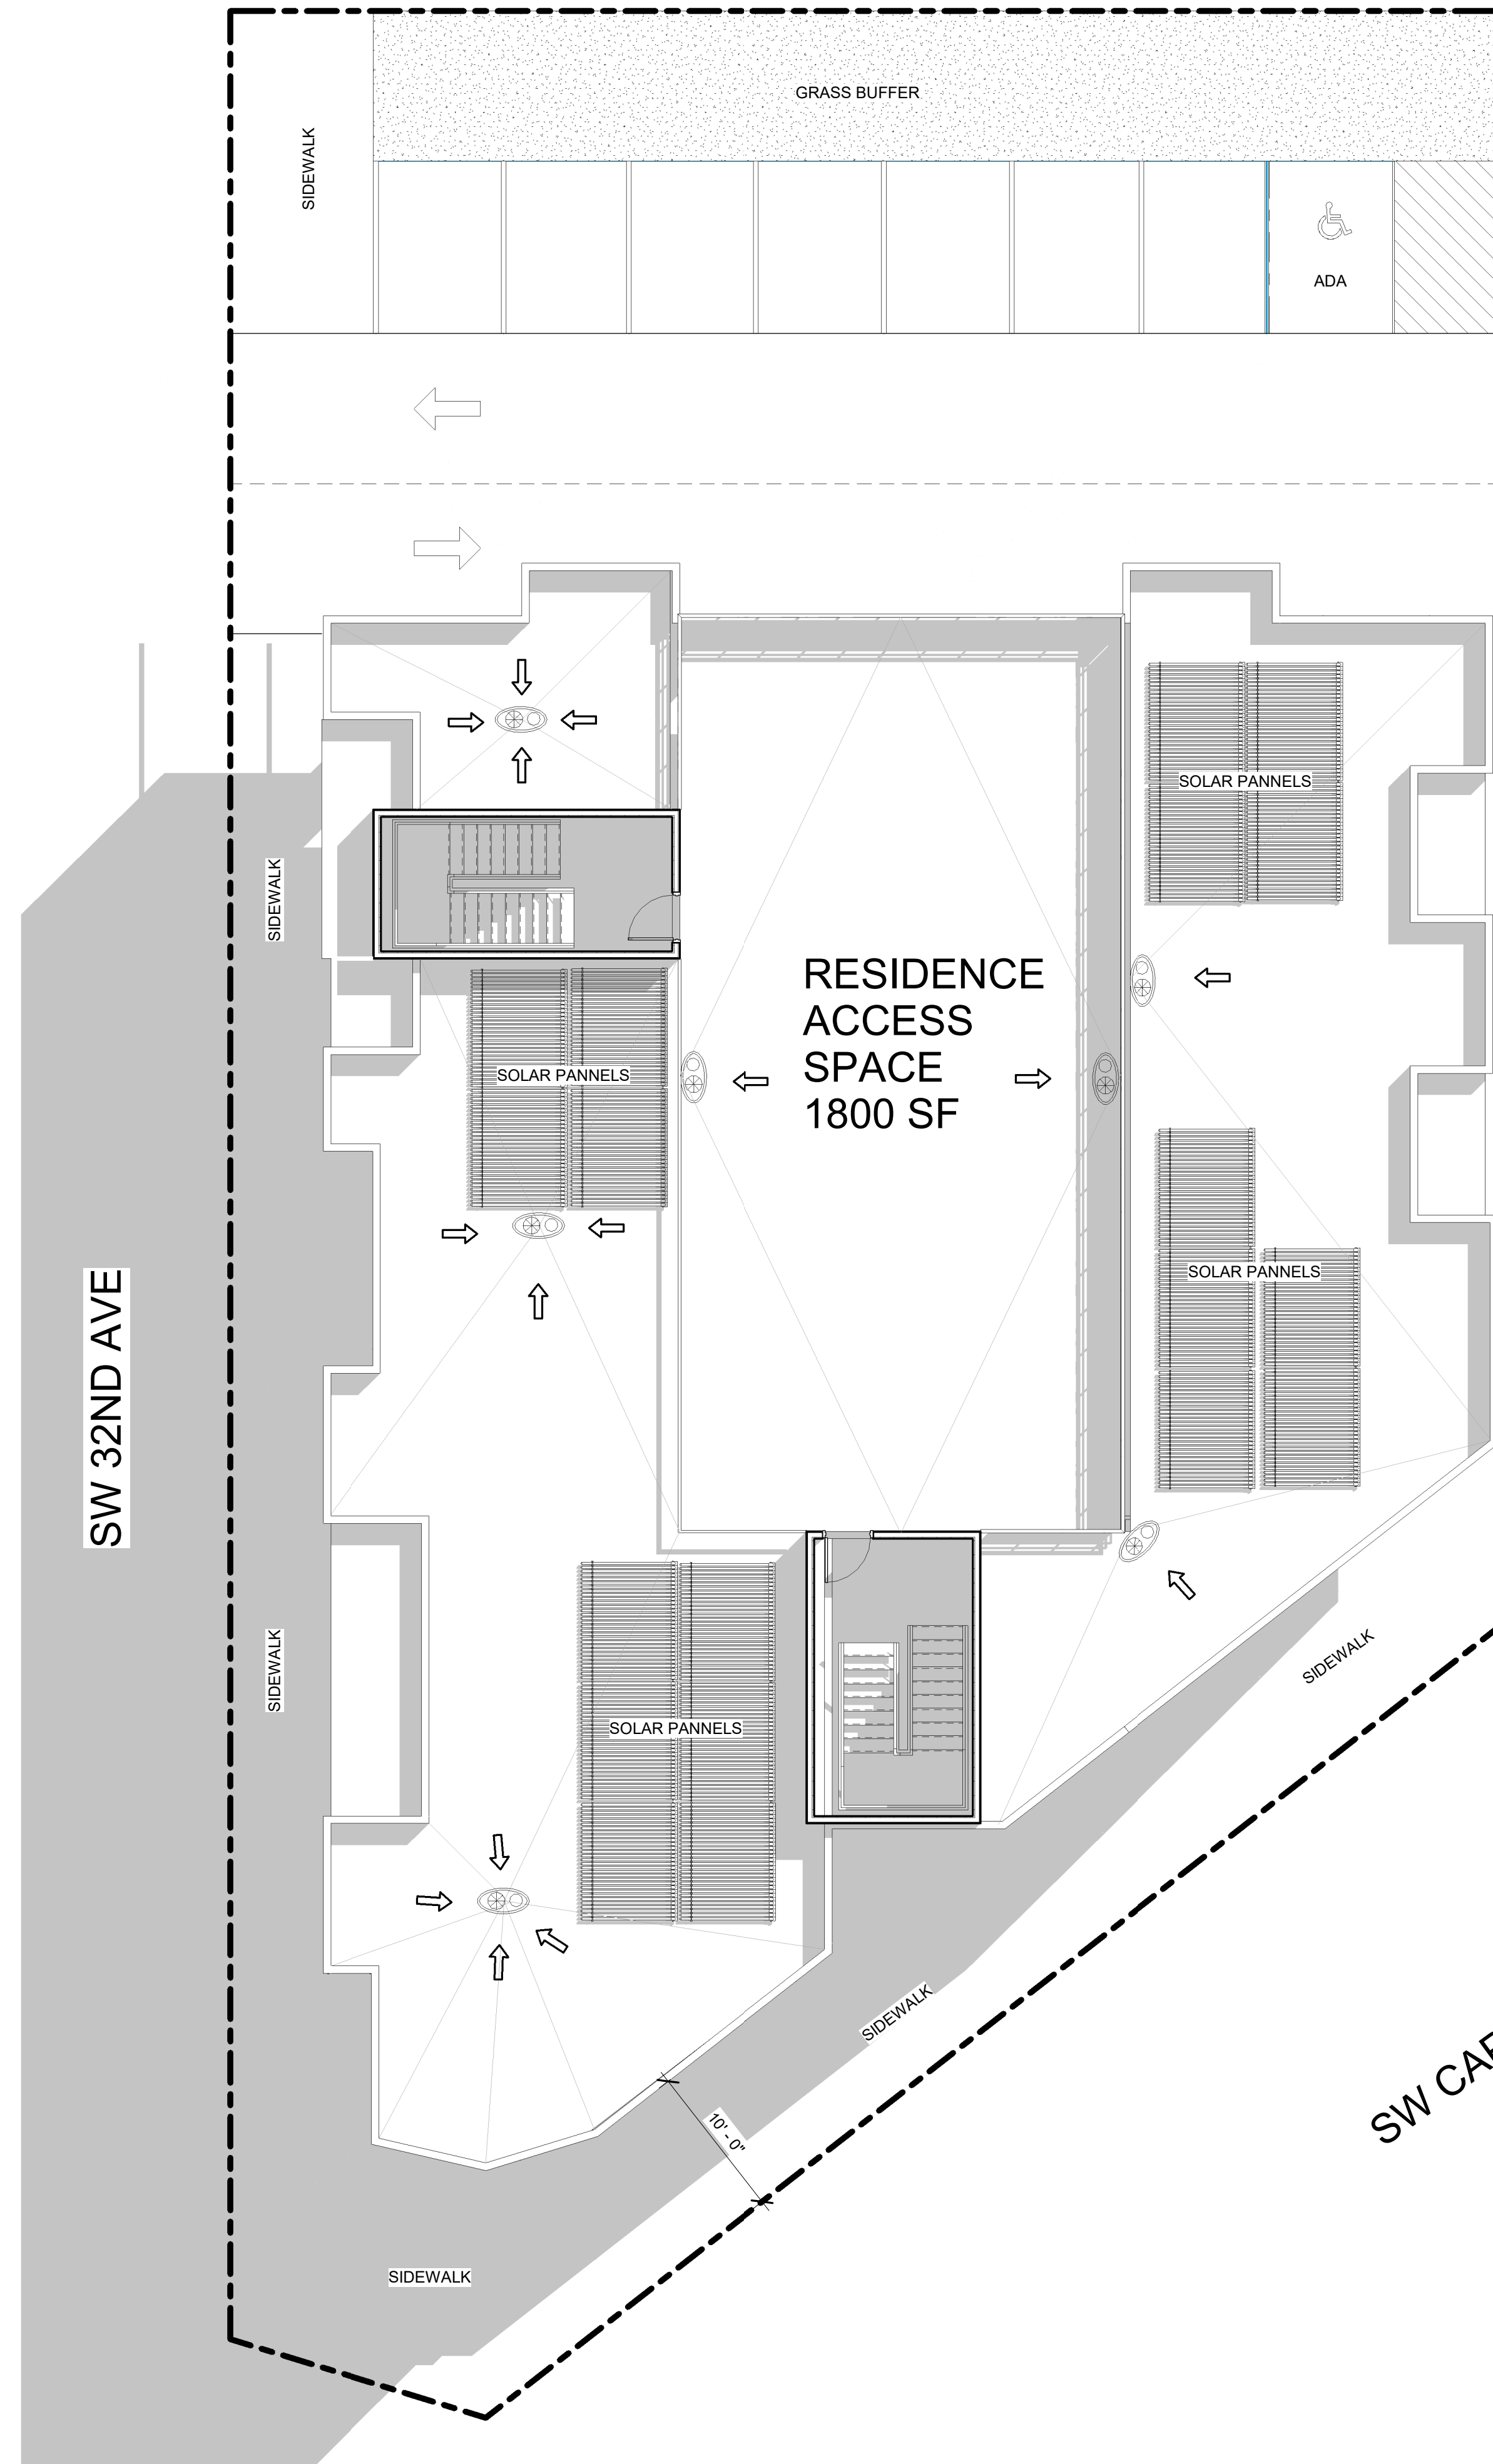 GRASS BUFFER
SIDEWALK
ADA
SOLAR PANNELS
SIDEWALK
RESIDENCE
ACCESS
SPACE
1800 SF
SOLAR PANNELS
SOLAR PANNELS
SW 32ND AVE
SIDEWALK
SIDEWALK
SOLAR PANNELS
SIDEWALK
SW
10' - 0"
SIDEWALK